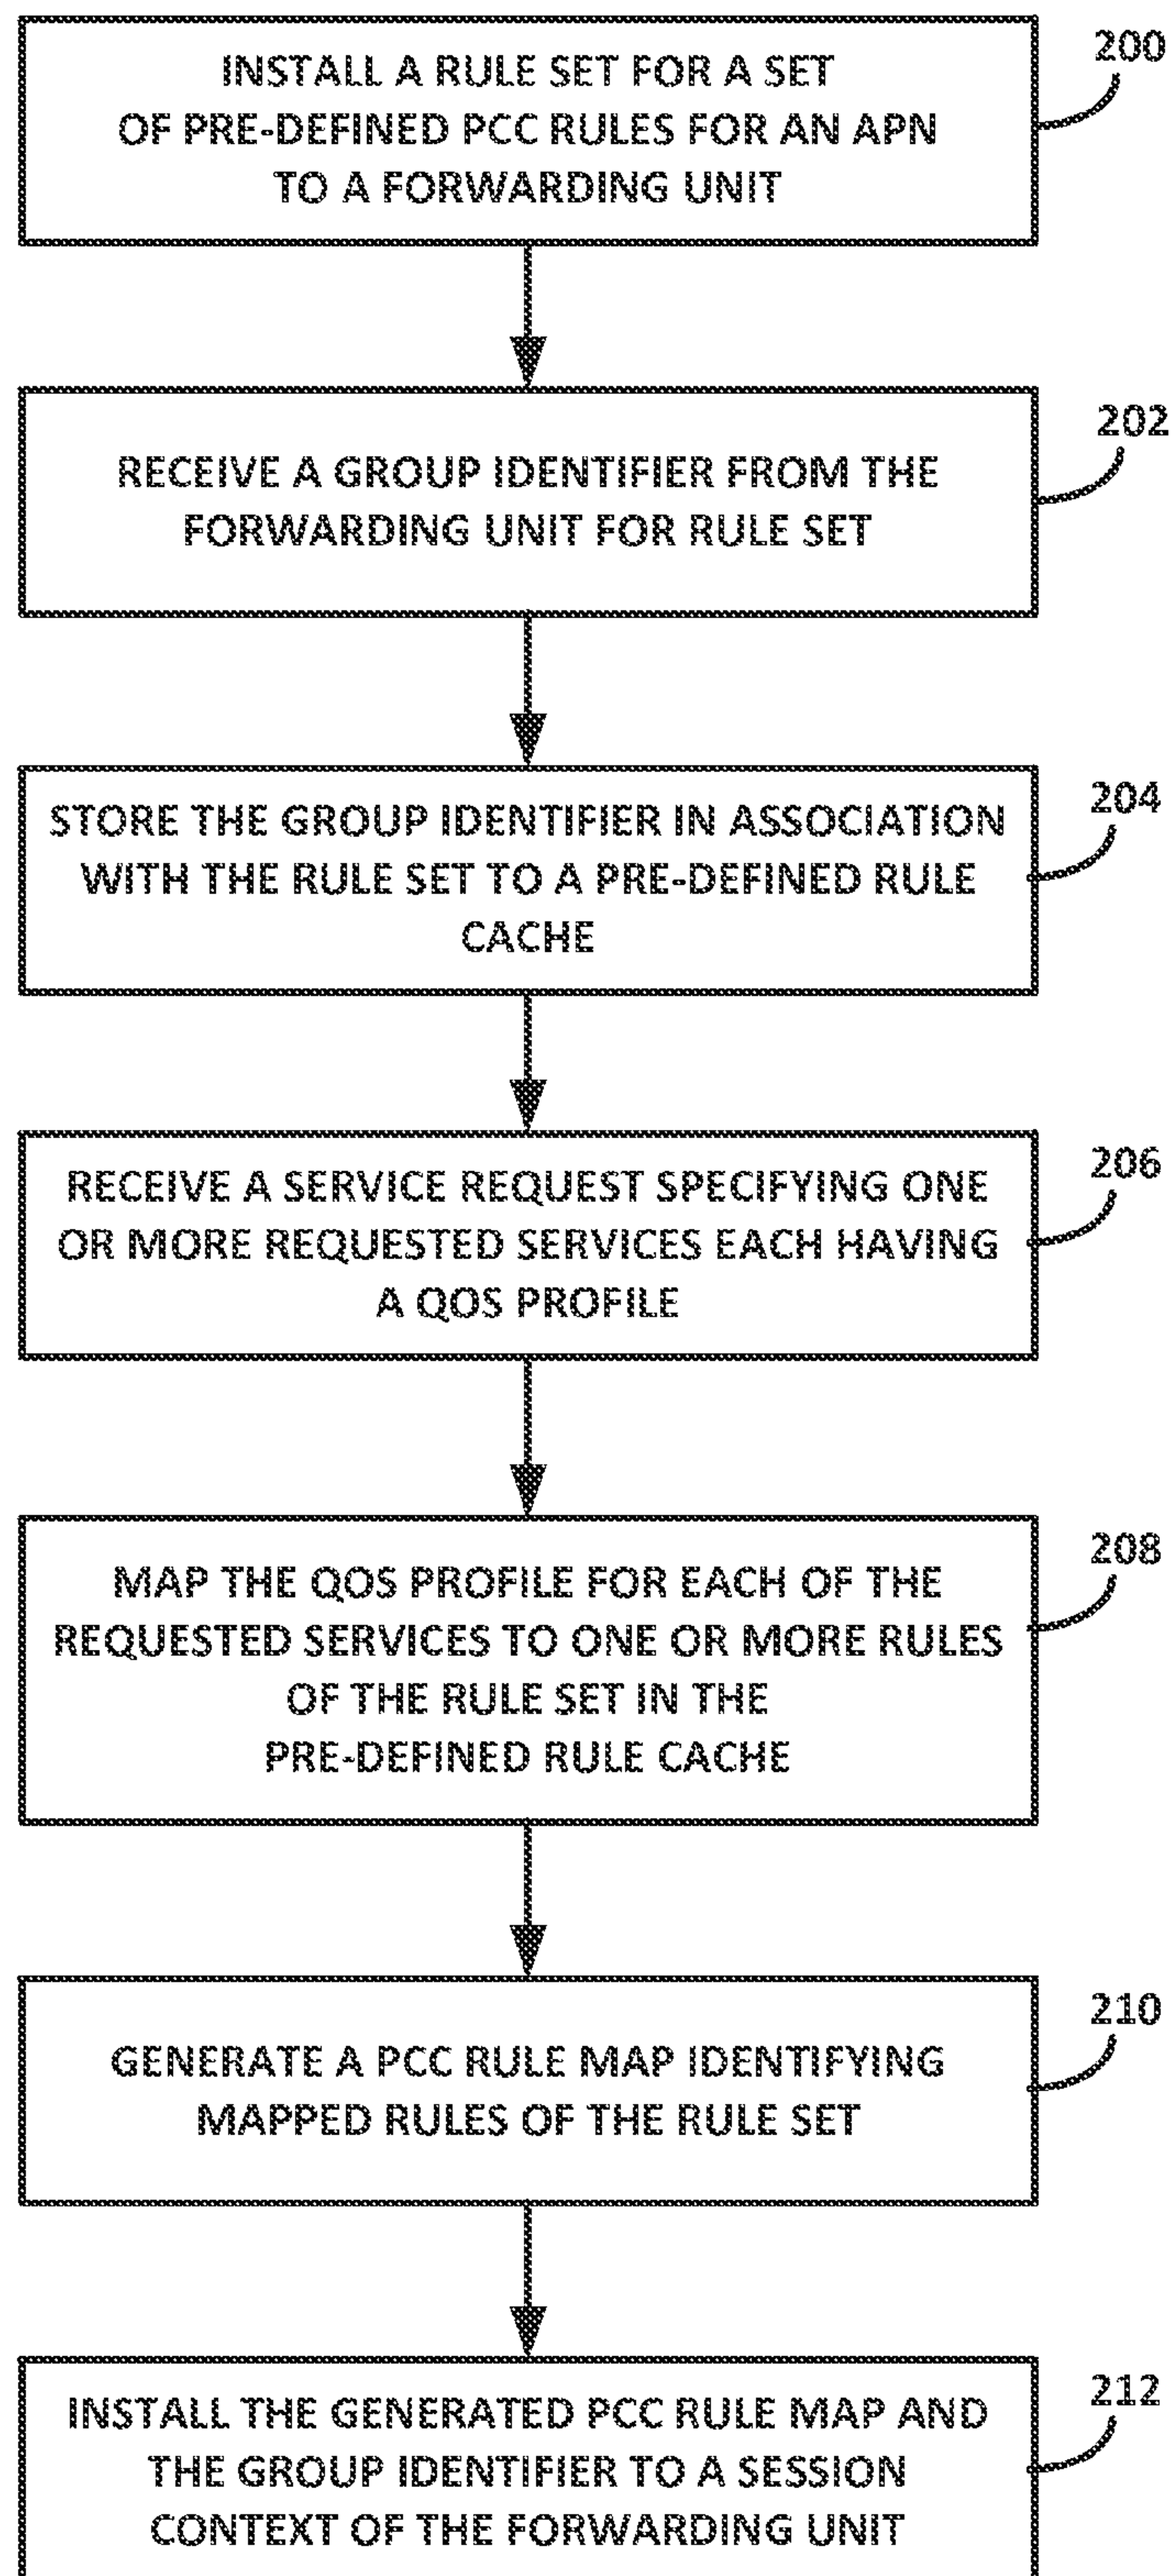 INSTALL A RULE SET FOR A SET
OF PRE-DEFINED PCC RULES FOR AN APN
TO A FORWARDING UNIT
200
RECEIVE A GROUP IDENTIFIER FROM THE
FORWARDING UNIT FOR RULE SET
202
STORE THE GROUP IDENTIFIER IN ASSOCIATION
WITH THE RULE SET TO A PRE-DEFINED RULE
CACHE
204
RECEIVE A SERVICE REQUEST SPECIFYING ONE
OR MORE REQUESTED SERVICES EACH HAVING
A QOS PROFILE
206
MAP THE QOS PROFILE FOR EACH OF THE
REQUESTED SERVICES TO ONE OR MORE RULES
OF THE RULE SET IN THE
PRE-DEFINED RULE CACHE
208
GENERATE A PCC RULE MAP IDENTIFYING
MAPPED RULES OF THE RULE SET
210
INSTALL THE GENERATED PCC RULE MAP AND
THE GROUP IDENTIFIER TO A SESSION
CONTEXT OF THE FORWARDING UNIT
212